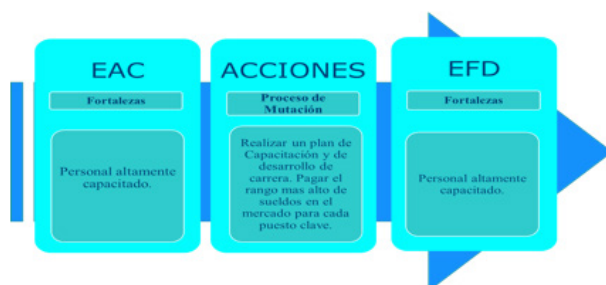 EAC
Fortalezas
Personal altamente
capacitado.
ACCIONES
Proceso de
Mutación
Realizar un plan de
Capacitación y de
desarrollo de
carrera. Pagar el
rango mas alto de
sueldos en el
mercado para cada
puesto clave.
EFD
Fortalezas
Personal altamente
capacitado.